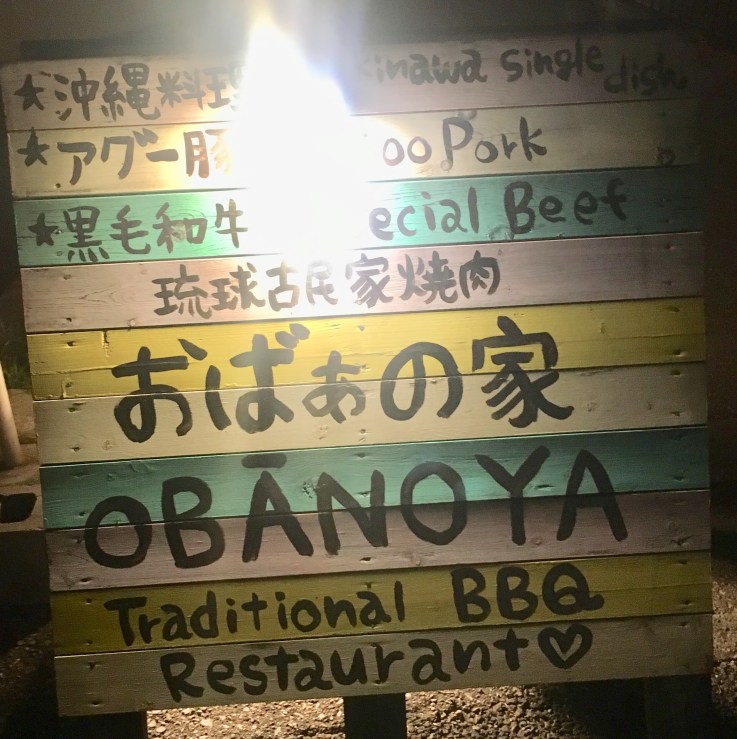 ★沖縄料理 inawa single dish
★アグー豚 oo Pork
★黒毛和牛 ecial Beef
琉球古民家焼肉
おばぁの家
OBĀNOYA
Traditional BBQ
Restaurant♡